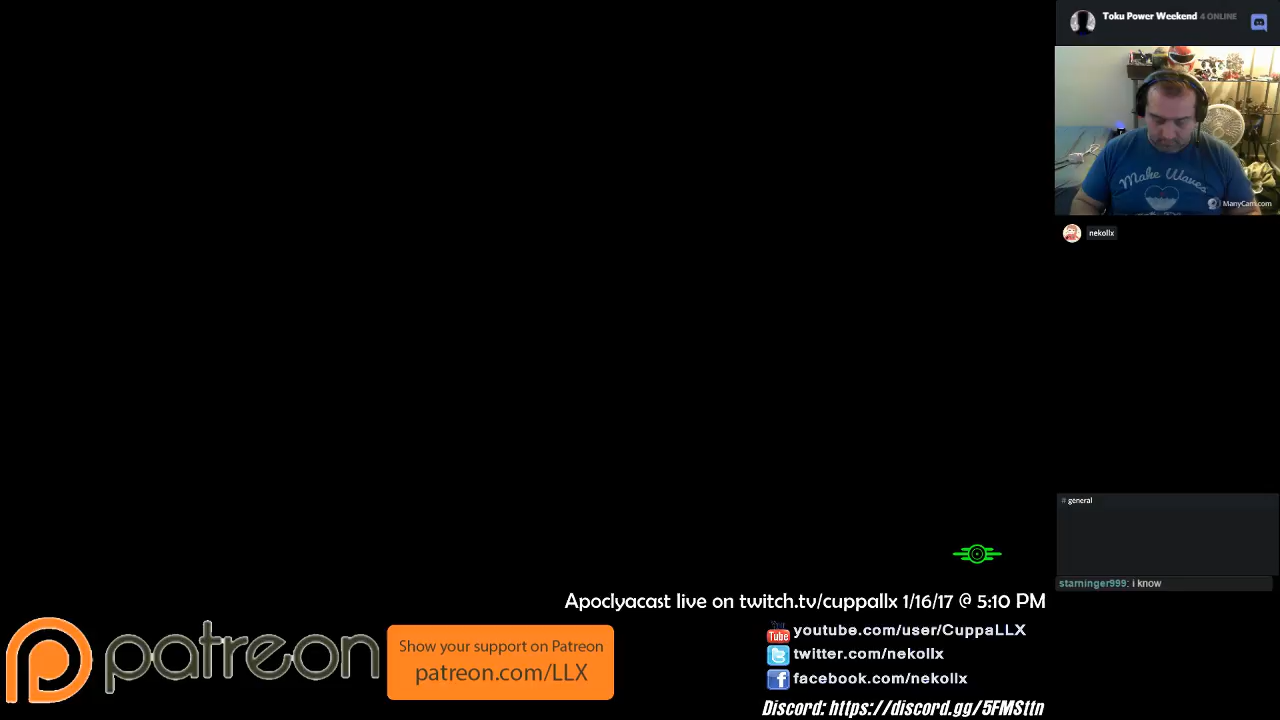 Toku Power Weekend 4 ONLINE
Make Waves
ManyCam.com
nekollx
# general
starninger999: i know
Apoclyacast live on twitch.tv/cuppallx 1/16/17 @ 5:10 PM
patreon
Show your support on Patreon
patreon.com/LLX
You Tube youtube.com/user/CuppaLLX
twitter.com/nekollx
facebook.com/nekollx
Discord: https://discord.gg/5FMSttn